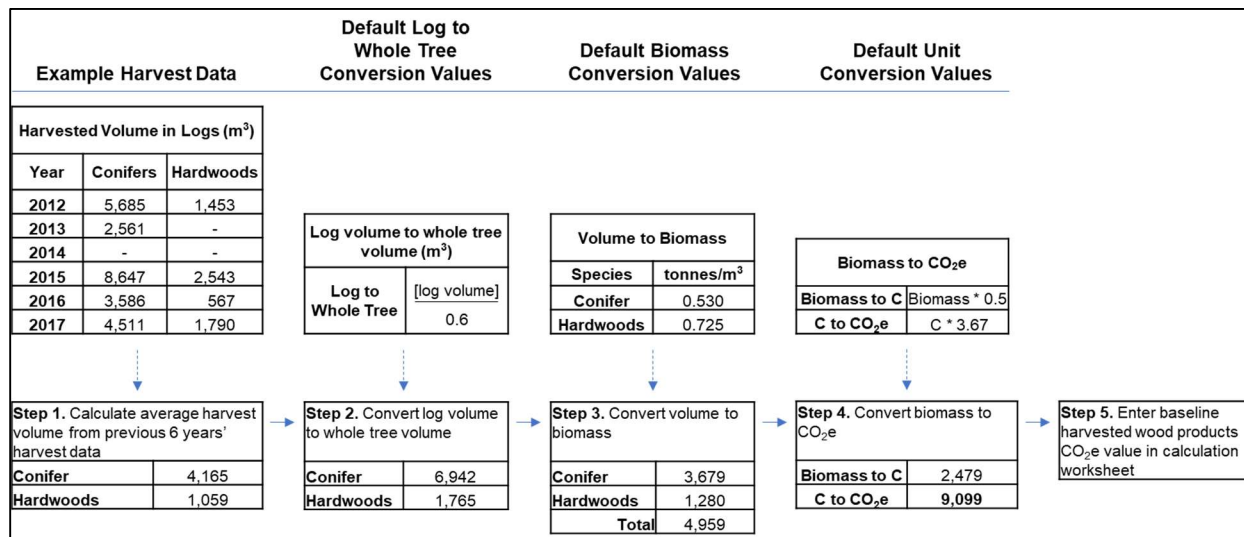 Example Harvest Data
Default Log to
Whole Tree
Conversion Values
Default Biomass
Conversion Values
Default Unit
Conversion Values
Harvested Volume in Logs (m³)
Year Conifers Hardwoods
2012 5,685 1,453
2013 2,561 -
2014 - -
2015 8,647 2,543
2016 3,586 567
2017 4,511 1,790
Log volume to whole tree
volume (m³)
Log to
Whole Tree
[log volume]
0.6
Volume to Biomass
Species tonnes/m³
Conifer 0.530
Hardwoods 0.725
Biomass to CO₂e
Biomass to C Biomass * 0.5
C to CO₂e C * 3.67
Step 1. Calculate average harvest
volume from previous 6 years'
harvest data
Conifer 4,165
Hardwoods 1,059
Step 2. Convert log volume
to whole tree volume
Conifer 6,942
Hardwoods 1,765
Step 3. Convert volume to
biomass
Conifer 3,679
Hardwoods 1,280
Total 4,959
Step 4. Convert biomass to
CO₂e
Biomass to C 2,479
C to CO₂e 9,099
Step 5. Enter baseline
harvested wood products
CO₂e value in calculation
worksheet